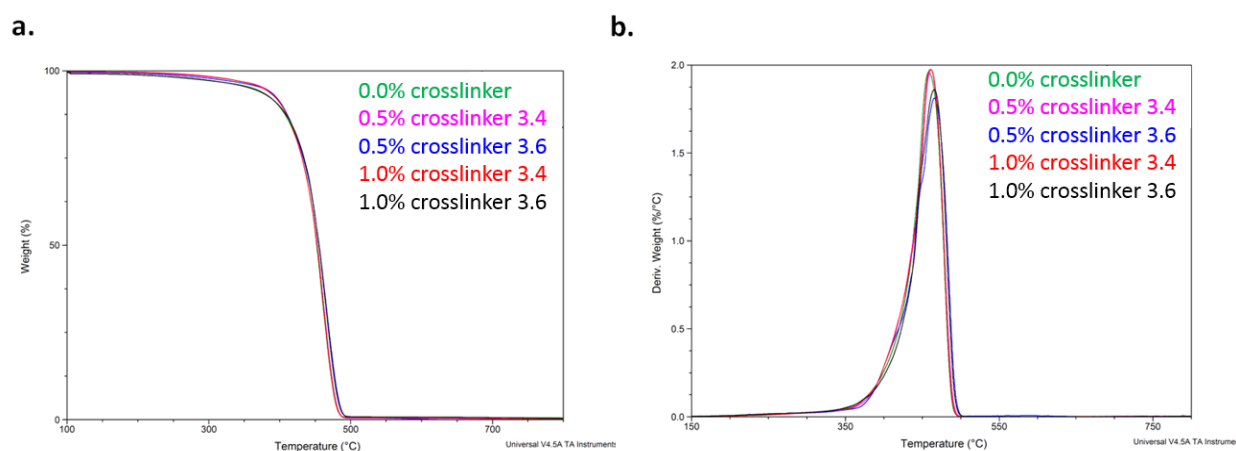 a.
100
50
0
Weight (%)
0.0% crosslinker
0.5% crosslinker 3.4
0.5% crosslinker 3.6
1.0% crosslinker 3.4
1.0% crosslinker 3.6
100
300
500
700
Temperature (°C)
Universal V4.5A TA Instruments
b.
2.0
1.5
1.0
0.5
0.0
Deriv. Weight (%/°C)
0.0% crosslinker
0.5% crosslinker 3.4
0.5% crosslinker 3.6
1.0% crosslinker 3.4
1.0% crosslinker 3.6
150
350
550
750
Temperature (°C)
Universal V4.5A TA Instrume